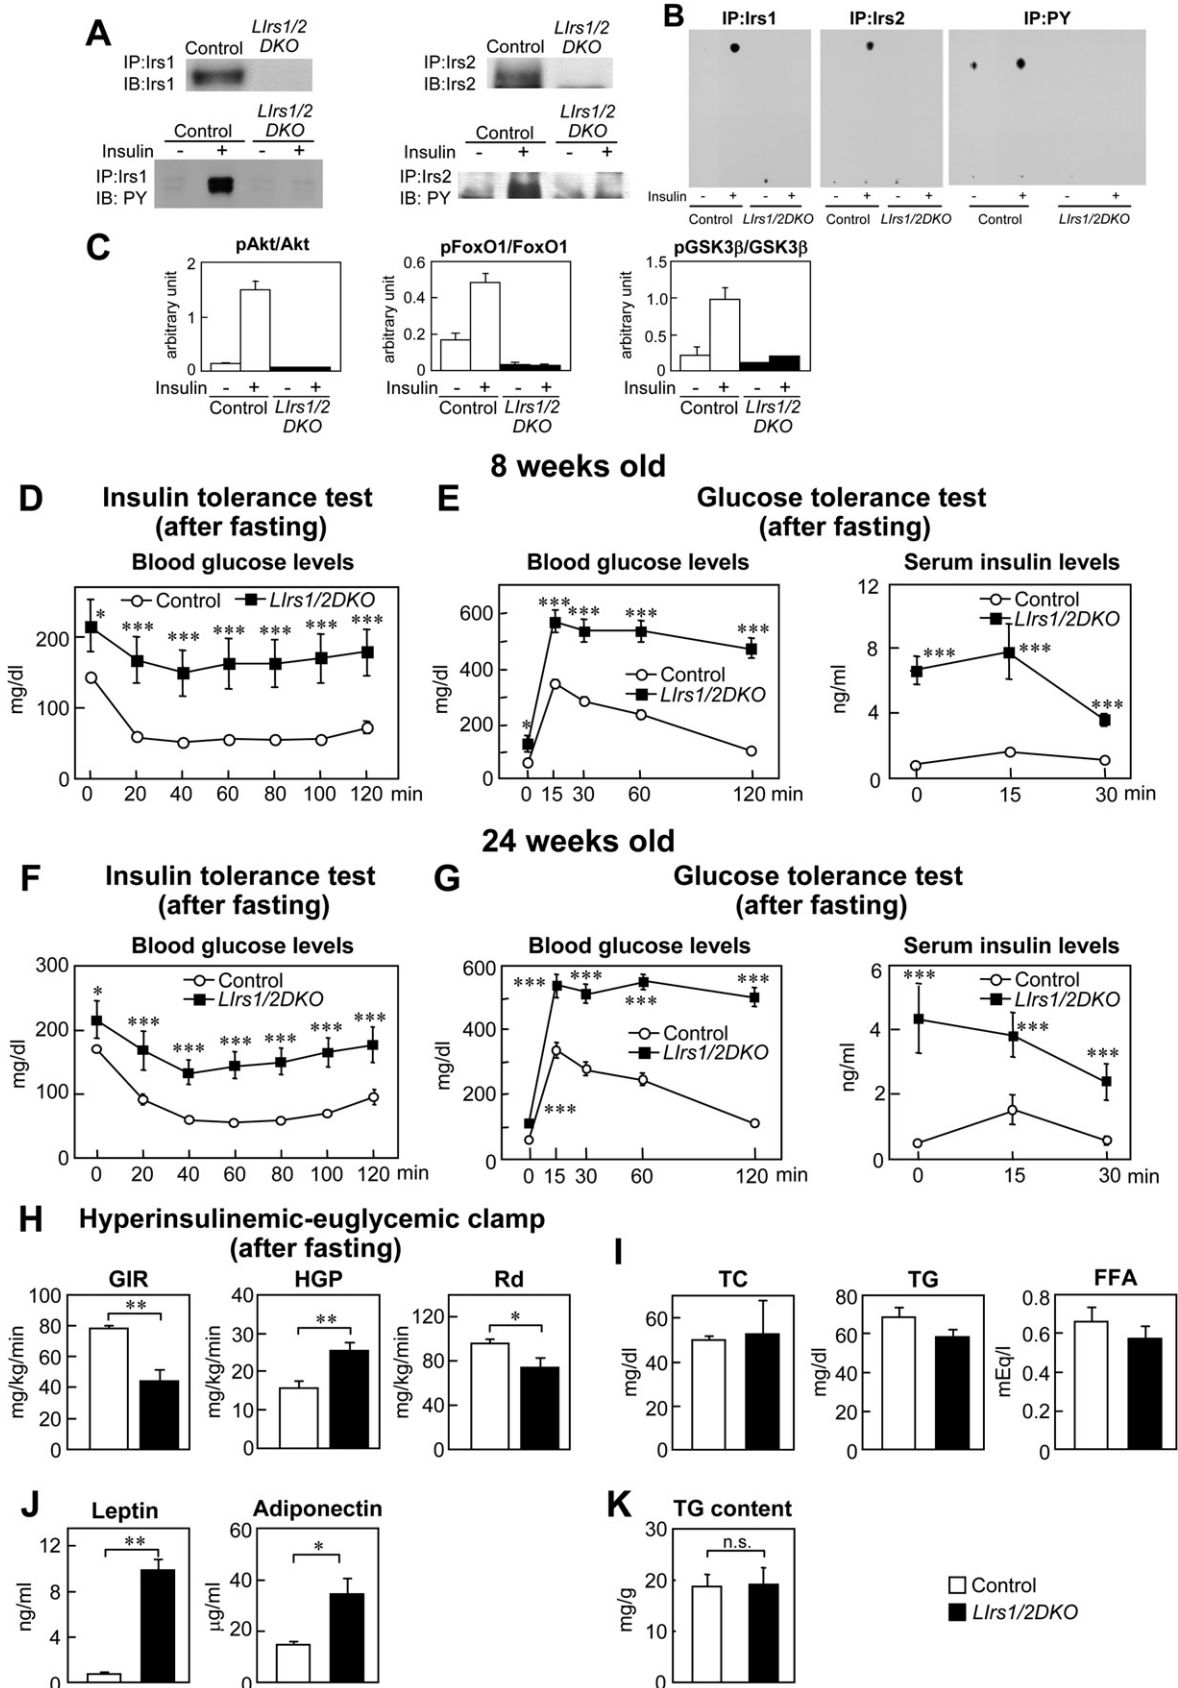 A
Control
LIrs1/2
DKO
IP:Irs1
IB:Irs1
LIrs1/2
DKO
Control
Insulin - + - +
IP:Irs1
IB: PY
Control
LIrs1/2
DKO
IP:Irs2
IB:Irs2
LIrs1/2
DKO
Control
Insulin - + - +
IP:Irs2
IB: PY
B
IP:Irs1 IP:Irs2 IP:PY
Insulin - + - + - + - + - + - +
Control LIrs1/2DKO Control LIrs1/2DKO Control LIrs1/2DKO
C
pAkt/Akt
arbitrary unit
2
1
0
Insulin - + - +
Control LIrs1/2
DKO
pFoxO1/FoxO1
arbitrary unit
0.6
0.4
0.2
0
Insulin - + - +
Control LIrs1/2
DKO
pGSK3β/GSK3β
arbitrary unit
1.5
1.0
0.5
0
Insulin - + - +
Control LIrs1/2
DKO
8 weeks old
D
Insulin tolerance test
(after fasting)
Blood glucose levels
Control LIrs1/2DKO
mg/dl
200
100
0
* *** *** *** *** *** ***
0 20 40 60 80 100 120 min
E
Glucose tolerance test
(after fasting)
Blood glucose levels
mg/dl
600
400
200
0
* *** *** *** ***
Control
LIrs1/2DKO
0 15 30 60 120 min
Serum insulin levels
ng/ml
12
8
4
0
Control
LIrs1/2DKO
*** *** ***
0 15 30 min
24 weeks old
F
Insulin tolerance test
(after fasting)
Blood glucose levels
mg/dl
300
200
100
0
Control
LIrs1/2DKO
* *** *** *** *** *** ***
0 20 40 60 80 100 120 min
G
Glucose tolerance test
(after fasting)
Blood glucose levels
mg/dl
600
400
200
0
*** *** *** *** ***
Control
LIrs1/2DKO
0 15 30 60 120 min
Serum insulin levels
ng/ml
6
4
2
0
Control
LIrs1/2DKO
*** *** ***
0 15 30 min
H
Hyperinsulinemic-euglycemic clamp
(after fasting)
GIR
mg/kg/min
100
80
60
40
20
0
**
HGP
mg/kg/min
40
30
20
10
0
**
Rd
mg/kg/min
120
80
40
0
*
I
TC
mg/dl
60
40
20
0
TG
mg/dl
80
60
40
20
0
FFA
mEq/l
0.8
0.6
0.4
0.2
0
J
Leptin
ng/ml
12
8
4
0
**
Adiponectin
μg/ml
60
40
20
0
*
K
TG content
mg/g
30
20
10
0
n.s.
Control
LIrs1/2DKO